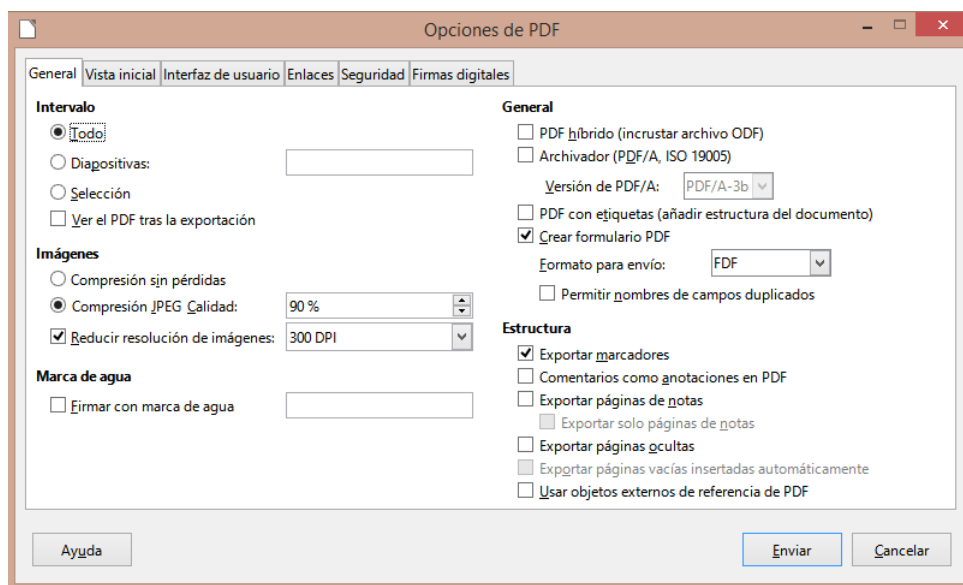 Opciones de PDF
General Vista inicial Interfaz de usuario Enlaces Seguridad Firmas digitales
Intervalo
Todo
Diapositivas:
Selección
Ver el PDF tras la exportación
Imágenes
Compresión sin pérdidas
Compresión JPEG Calidad: 90 %
Reducir resolución de imágenes: 300 DPI
Marca de agua
Firmar con marca de agua
General
PDF híbrido (incrustar archivo ODF)
Archivador (PDF/A, ISO 19005)
Versión de PDF/A: PDF/A-3b
PDF con etiquetas (añadir estructura del documento)
Crear formulario PDF
Formato para envío: FDF
Permitir nombres de campos duplicados
Estructura
Exportar marcadores
Comentarios como anotaciones en PDF
Exportar páginas de notas
Exportar solo páginas de notas
Exportar páginas ocultas
Exportar páginas vacías insertadas automáticamente
Usar objetos externos de referencia de PDF
Ayuda Enviar Cancelar